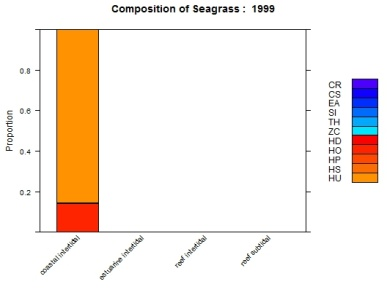 Composition of Seagrass : 1999
Proportion
0.8
0.6
0.4
0.2
coastal intertidal
estuarine intertidal
reef intertidal
reef subtidal
CR
CS
EA
SI
TH
ZC
HD
HO
HP
HS
HU